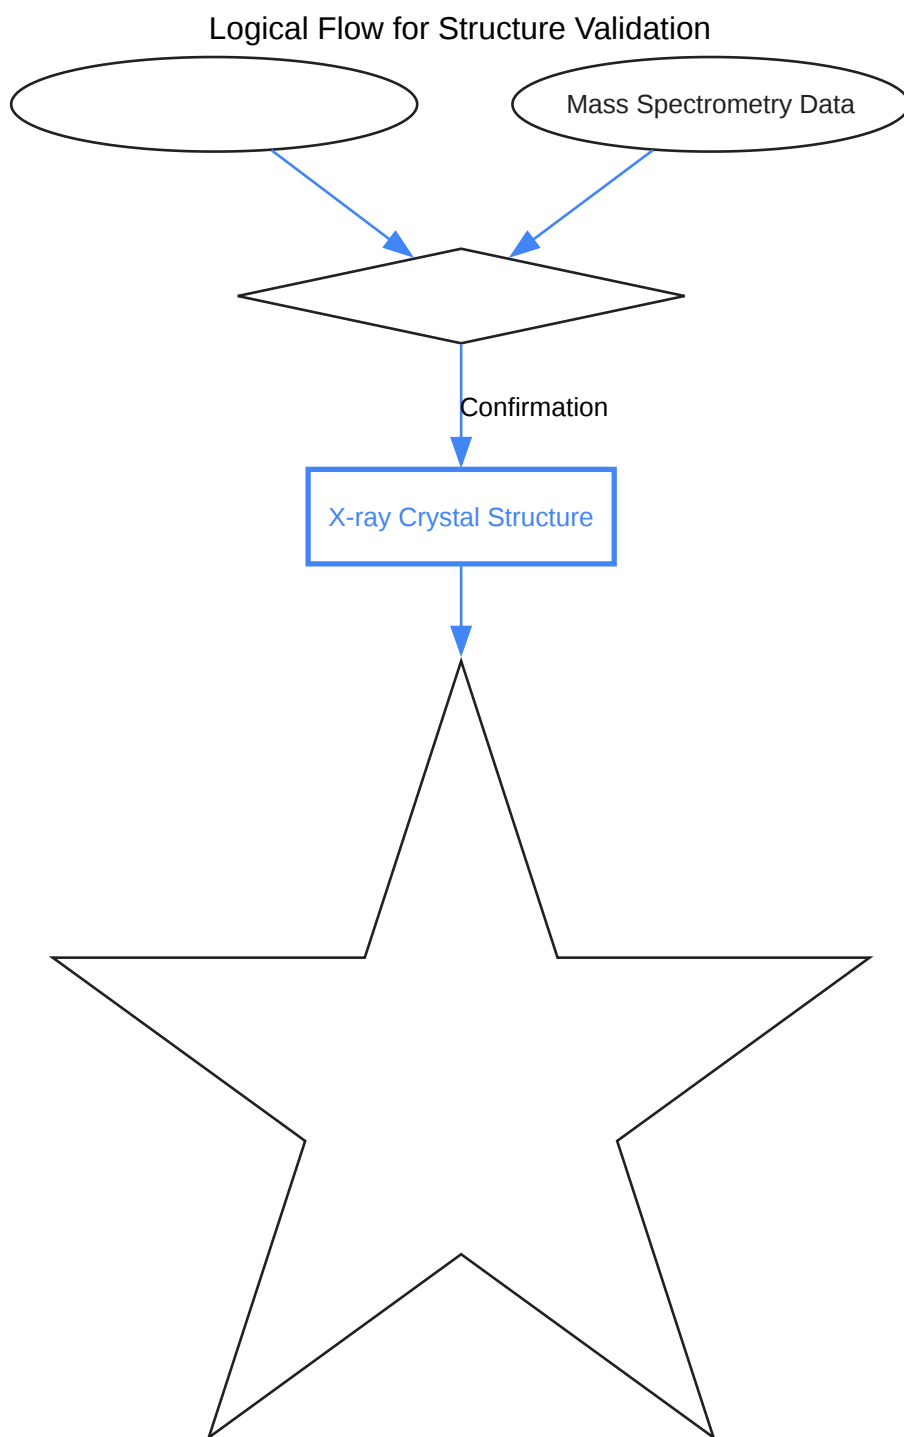 Logical Flow for Structure Validation
Mass Spectrometry Data
Confirmation
X-ray Crystal Structure